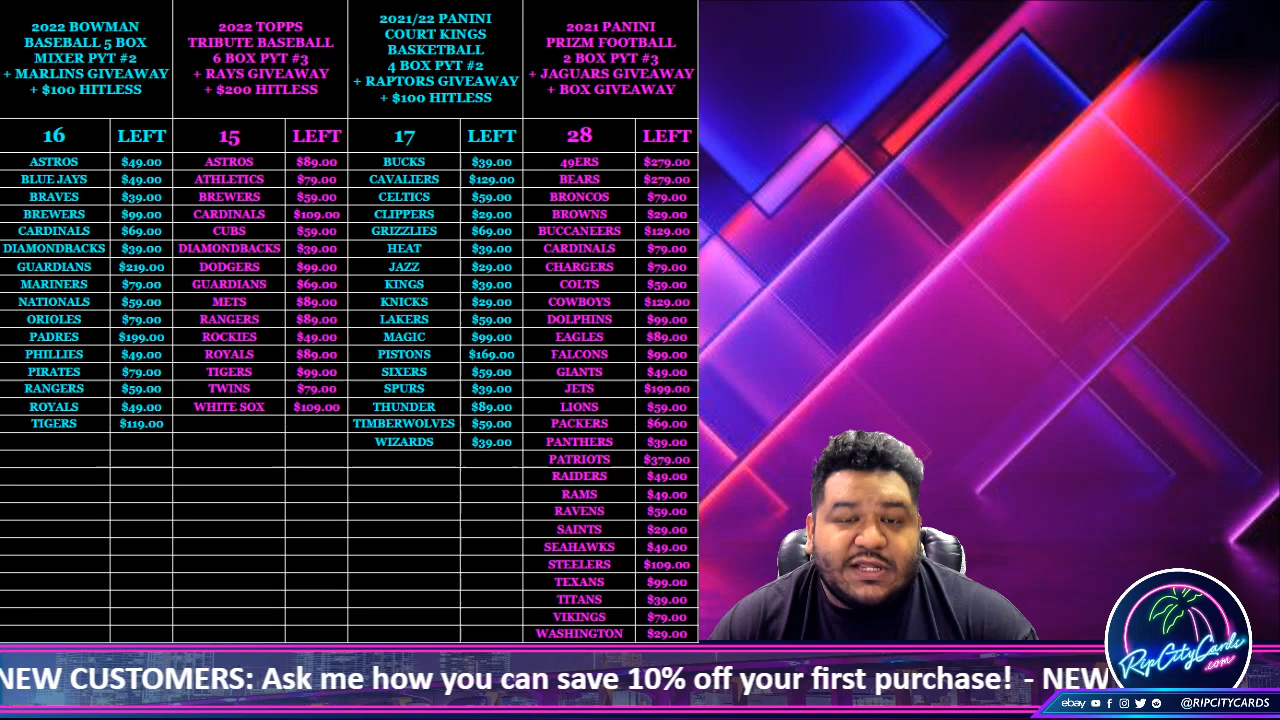 2022 BOWMAN
BASEBALL 5 BOX
MIXER PYT #2
+ MARLINS GIVEAWAY
+ $100 HITLESS
16 LEFT
ASTROS $49.00
BLUE JAYS $49.00
BRAVES $39.00
BREWERS $99.00
CARDINALS $69.00
DIAMONDBACKS $39.00
GUARDIANS $219.00
MARINERS $79.00
NATIONALS $59.00
ORIOLES $79.00
PADRES $199.00
PHILLIES $49.00
PIRATES $79.00
RANGERS $59.00
ROYALS $49.00
TIGERS $119.00
2022 TOPPS
TRIBUTE BASEBALL
6 BOX PYT #3
+ RAYS GIVEAWAY
+ $200 HITLESS
15 LEFT
ASTROS $89.00
ATHLETICS $79.00
BREWERS $59.00
CARDINALS $109.00
CUBS $59.00
DIAMONDBACKS $39.00
DODGERS $99.00
GUARDIANS $69.00
METS $89.00
RANGERS $89.00
ROCKIES $49.00
ROYALS $89.00
TIGERS $99.00
TWINS $79.00
WHITE SOX $109.00
2021/22 PANINI
COURT KINGS
BASKETBALL
4 BOX PYT #2
+ RAPTORS GIVEAWAY
+ $100 HITLESS
17 LEFT
BUCKS $39.00
CAVALIERS $129.00
CELTICS $59.00
CLIPPERS $29.00
GRIZZLIES $69.00
HEAT $39.00
JAZZ $29.00
KINGS $39.00
KNICKS $29.00
LAKERS $59.00
MAGIC $99.00
PISTONS $169.00
SIXERS $59.00
SPURS $39.00
THUNDER $89.00
TIMBERWOLVES $59.00
WIZARDS $39.00
2021 PANINI
PRIZM FOOTBALL
2 BOX PYT #3
+ JAGUARS GIVEAWAY
+ BOX GIVEAWAY
28 LEFT
49ERS $279.00
BEARS $279.00
BRONCOS $79.00
BROWNS $29.00
BUCCANEERS $129.00
CARDINALS $79.00
CHARGERS $79.00
COLTS $59.00
COWBOYS $129.00
DOLPHINS $99.00
EAGLES $89.00
FALCONS $99.00
GIANTS $49.00
JETS $199.00
LIONS $59.00
PACKERS $69.00
PANTHERS $39.00
PATRIOTS $379.00
RAIDERS $49.00
RAMS $49.00
RAVENS $59.00
SAINTS $29.00
SEAHAWKS $49.00
STEELERS $109.00
TEXANS $99.00
TITANS $39.00
VIKINGS $79.00
WASHINGTON $29.00
NEW CUSTOMERS: Ask me how you can save 10% off your first purchase! - NEW
RipCityCards
.com
ebay @RIPCITYCARDS